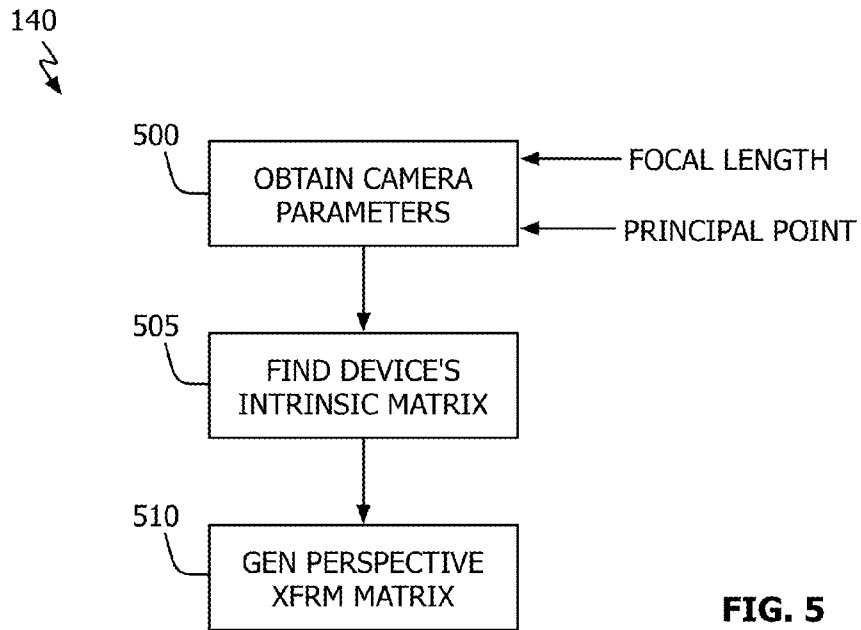 140
500
OBTAIN CAMERA
PARAMETERS
FOCAL LENGTH
PRINCIPAL POINT
505
FIND DEVICE'S
INTRINSIC MATRIX
510
GEN PERSPECTIVE
XFRM MATRIX
FIG. 5